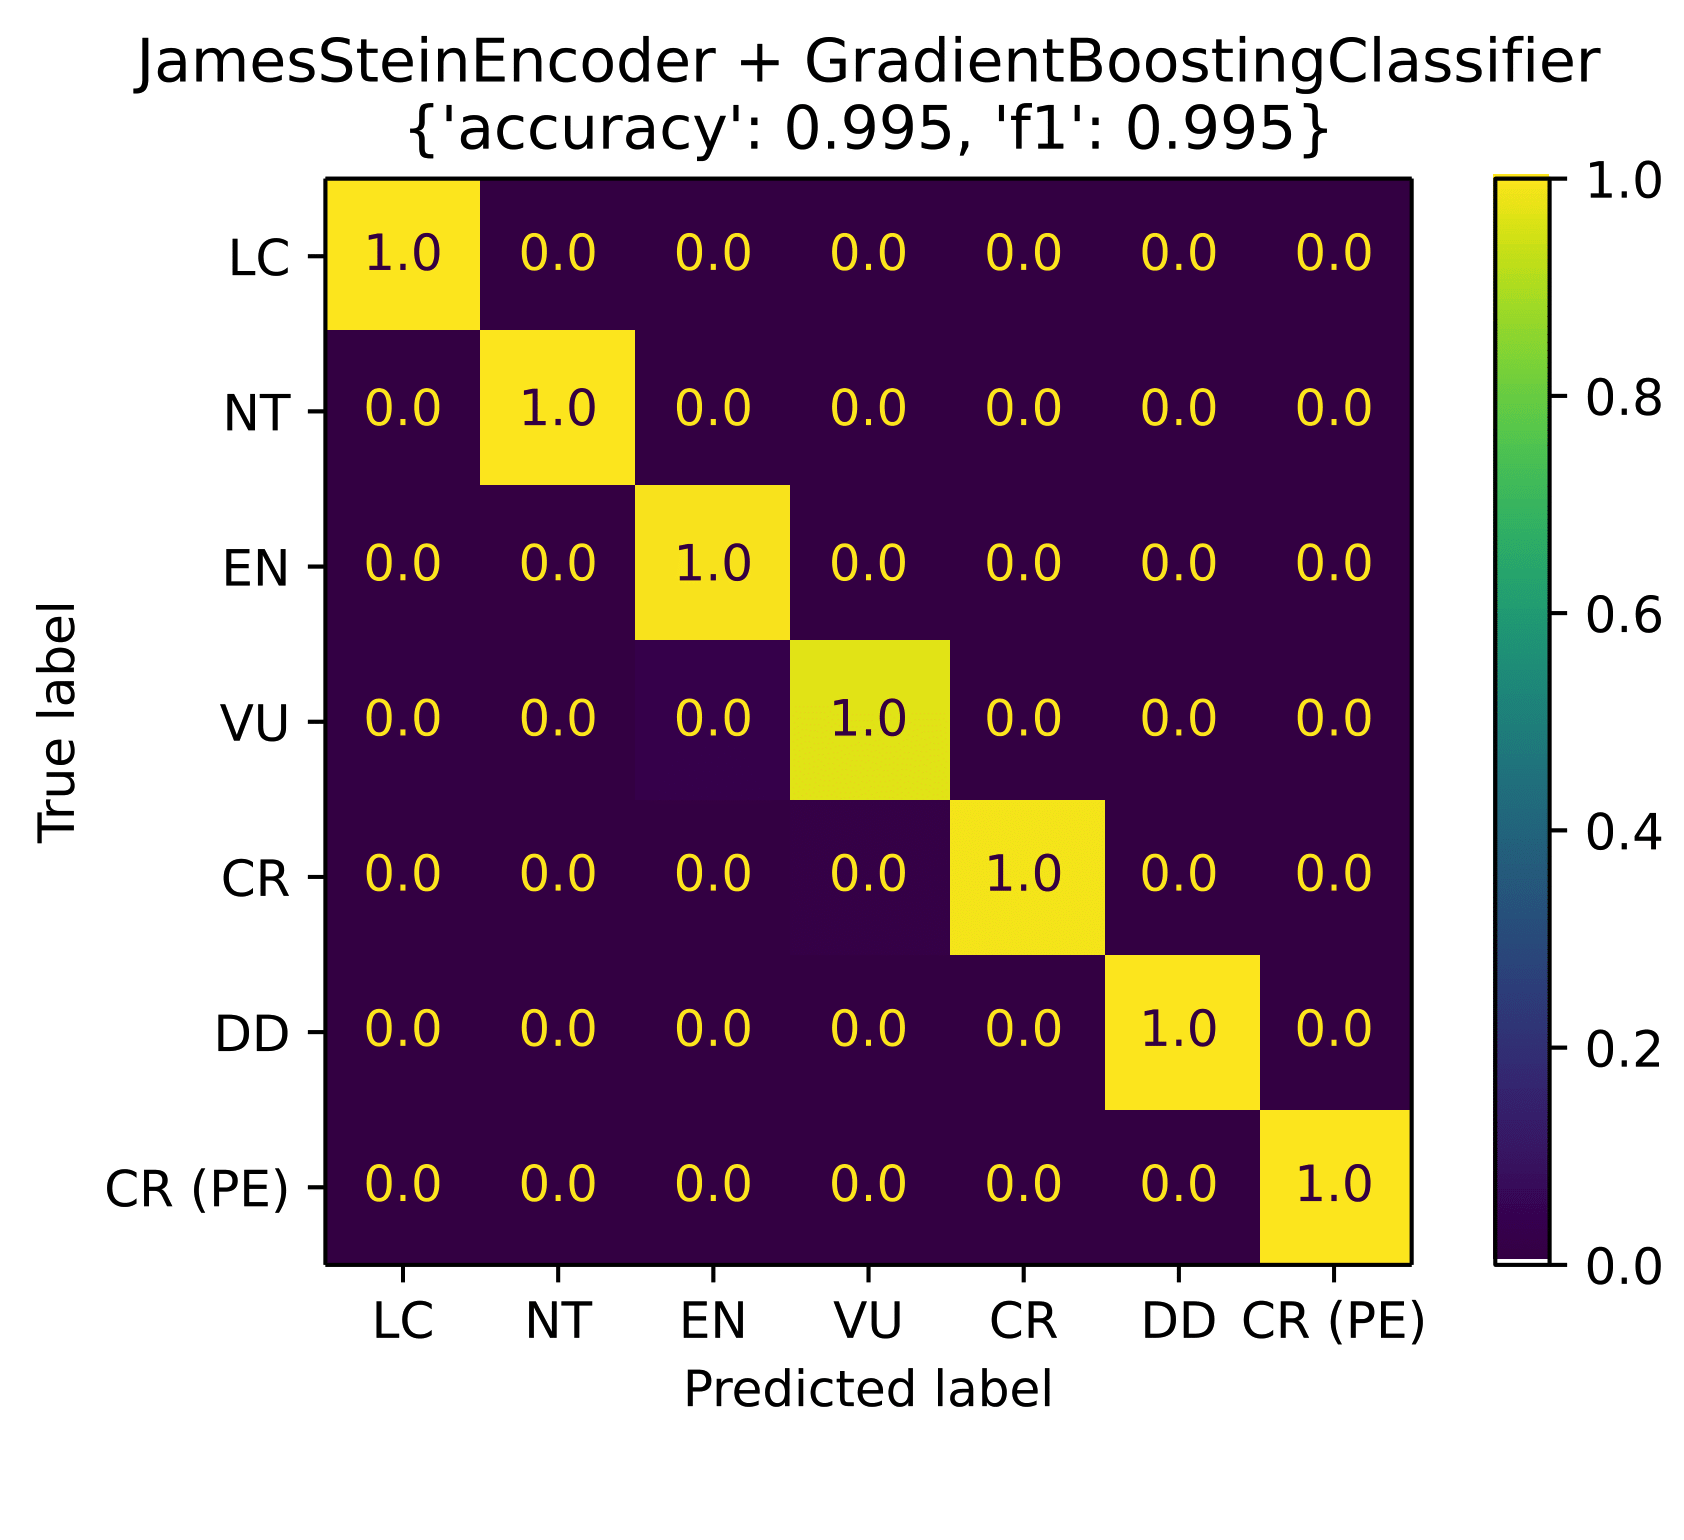 JamesSteinEncoder + GradientBoostingClassifier
{'accuracy': 0.995, 'f1': 0.995}
LC 1.0 0.0 0.0 0.0 0.0 0.0 0.0
NT 0.0 1.0 0.0 0.0 0.0 0.0 0.0
EN 0.0 0.0 1.0 0.0 0.0 0.0 0.0
VU 0.0 0.0 0.0 1.0 0.0 0.0 0.0
CR 0.0 0.0 0.0 0.0 1.0 0.0 0.0
DD 0.0 0.0 0.0 0.0 0.0 1.0 0.0
CR (PE) 0.0 0.0 0.0 0.0 0.0 0.0 1.0
LC NT EN VU CR DD CR (PE)
Predicted label
True label
1.0
0.8
0.6
0.4
0.2
0.0